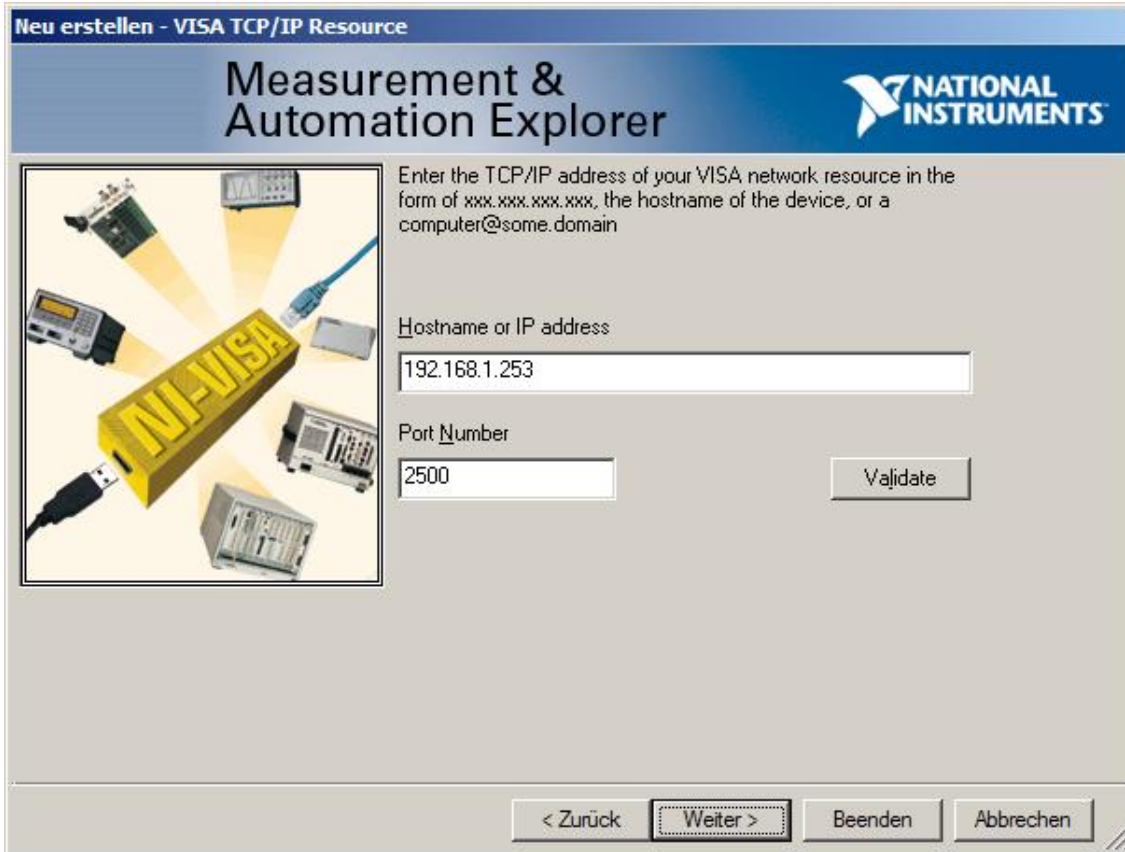 Neu erstellen - VISA TCP/IP Resource
Measurement &
Automation Explorer
NATIONAL
INSTRUMENTS
Enter the TCP/IP address of your VISA network resource in the
form of xxx.xxx.xxx.xxx, the hostname of the device, or a
computer@some.domain
NI-VISA
Hostname or IP address
192.168.1.253
Port Number
2500
Validate
< Zurück
Weiter >
Beenden
Abbrechen